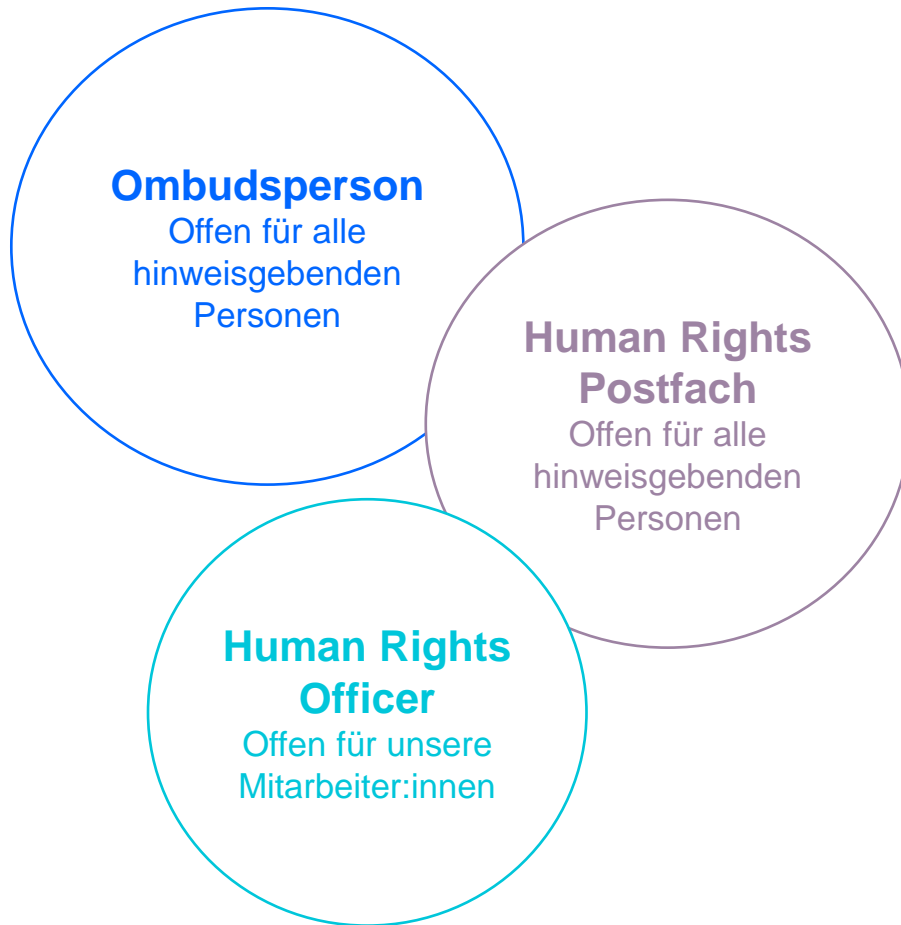 Ombudsperson
Offen für alle
hinweisgebenden
Personen
Human Rights
Postfach
Offen für alle
hinweisgebenden
Personen
Human Rights
Officer
Offen für unsere
Mitarbeiter:innen